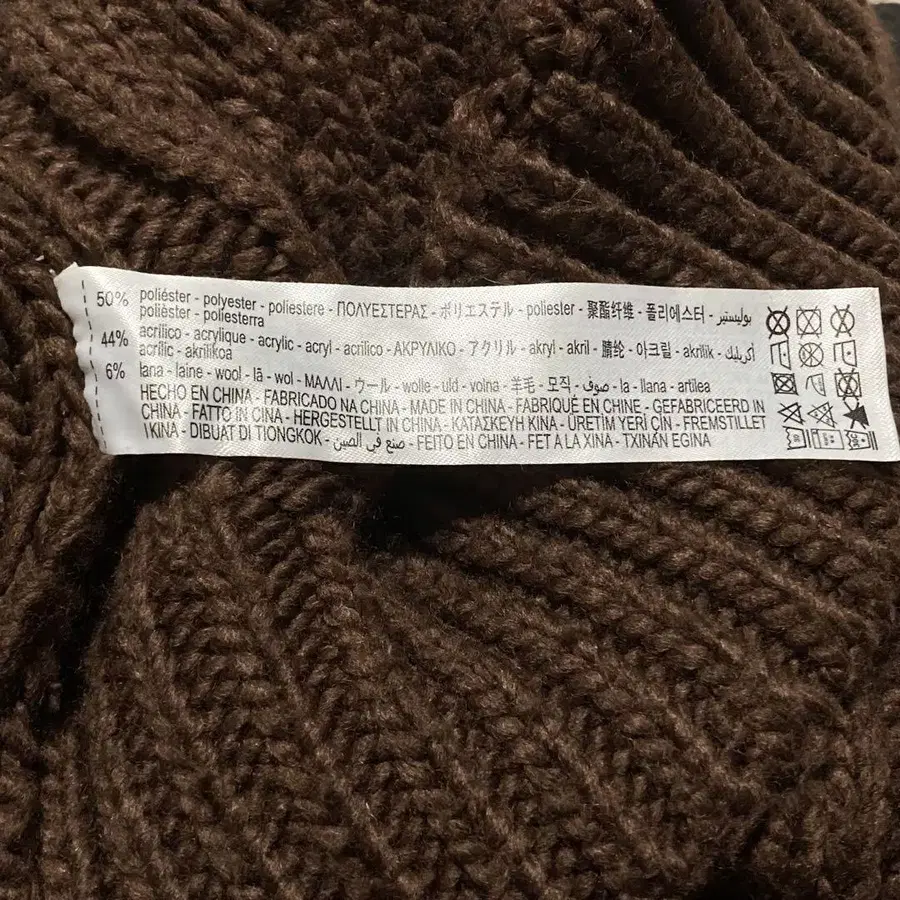 50% poliéster - polyester - poliestere - ΠΟΛΥΕΣΤΕΡΑΣ - ポリエステル - poliester - 聚酯纤维 - 폴리에스터 - بوليستير
polièster - poliesterra
44% acrílico - acrylique - acrylic - acryl - acrilico - ΑΚΡΥΛΙΚΟ - アクリル - akryl - akril - 腈纶 - 아크릴 - akrilik - أكريليك
acrílic - akrilikoa
6% lana - laine - wool - lã - wol - ΜΑΛΛΙ - ウール - wolle - uld - volna - 羊毛 - 모직 - صوف - la - llana - artilea
HECHO EN CHINA - FABRICADO NA CHINA - MADE IN CHINA - FABRIQUÉ EN CHINE - GEFABRICEERD IN
CHINA - FATTO IN CINA - HERGESTELLT IN CHINA - ΚΑΤΑΣΚΕΥΗ ΚΙΝΑ - ÜRETİM YERİ ÇİN - FREMSTILLET
I KINA - DIBUAT DI TIONGKOK - صنع في الصين - FEITO EN CHINA - FET A LA XINA - TXINAN EGINA